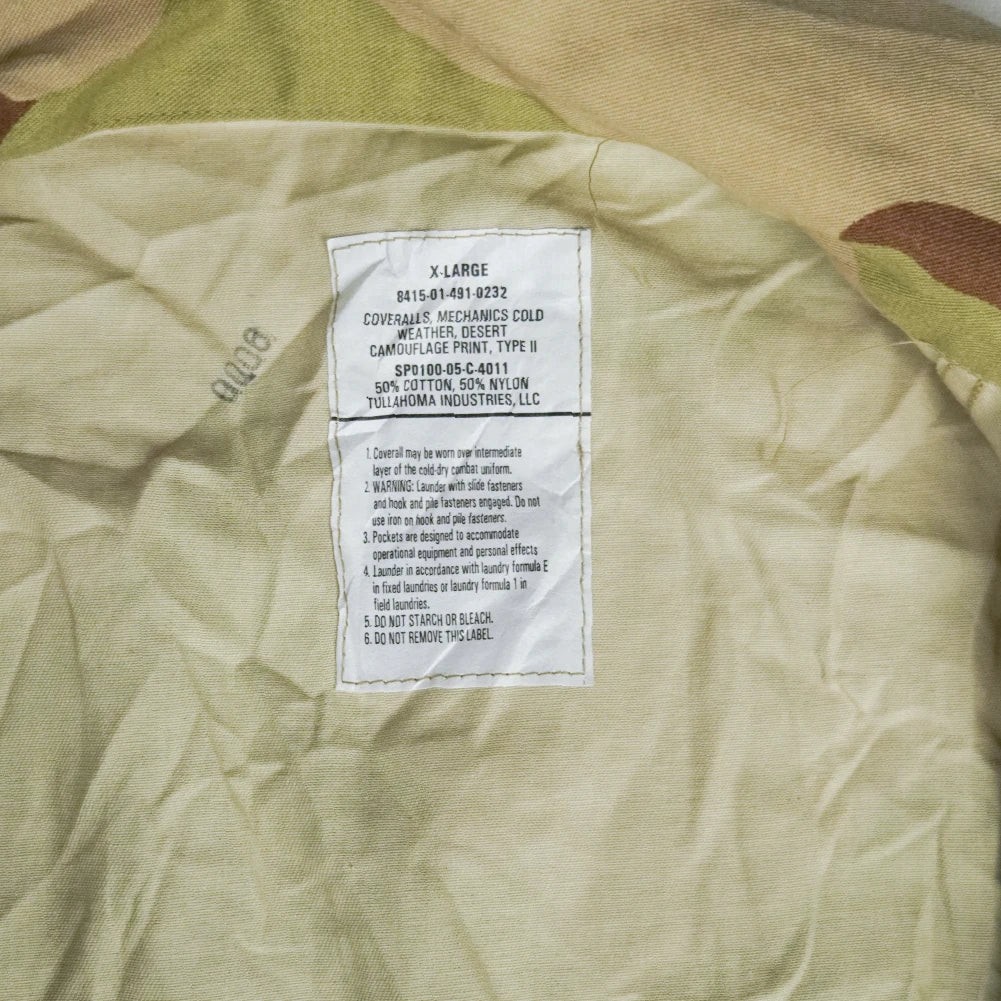 X-LARGE
8415-01-491-0232
COVERALLS, MECHANICS COLD
WEATHER, DESERT
CAMOUFLAGE PRINT, TYPE II
SP0100-05-C-4011
50% COTTON, 50% NYLON
TULLAHOMA INDUSTRIES, LLC
1. Coverall may be worn over intermediate
layer of the cold-dry combat uniform.
2. WARNING: Launder with slide fasteners
and hook and pile fasteners engaged. Do not
use iron on hook and pile fasteners.
3. Pockets are designed to accommodate
operational equipment and personal effects
4. Launder in accordance with laundry formula E
in fixed laundries or laundry formula 1 in
field laundries.
5. DO NOT STARCH OR BLEACH.
6. DO NOT REMOVE THIS LABEL.